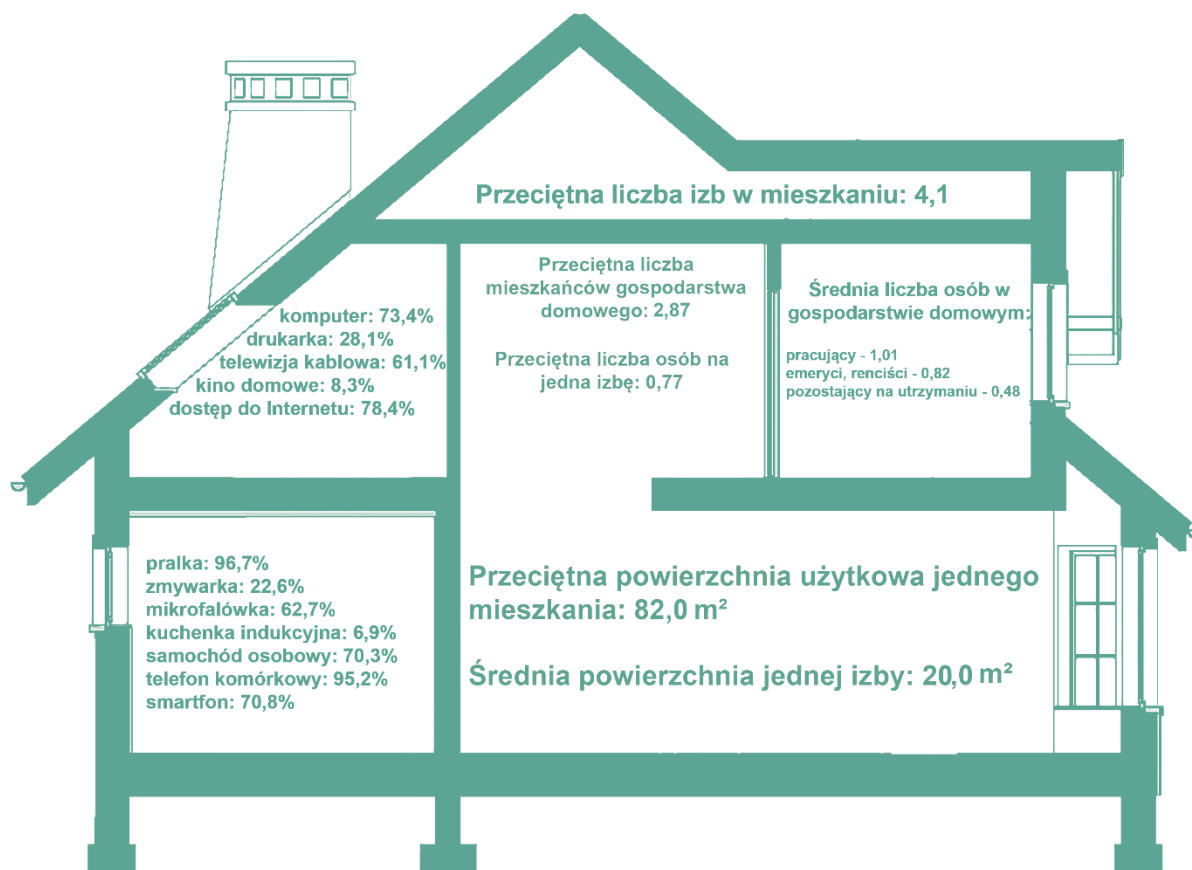 Przeciętna liczba izb w mieszkaniu: 4,1
komputer: 73,4%
drukarka: 28,1%
telewizja kablowa: 61,1%
kino domowe: 8,3%
dostęp do Internetu: 78,4%
Przeciętna liczba
mieszkańców gospodarstwa
domowego: 2,87
Przeciętna liczba osób na
jedna izbę: 0,77
Średnia liczba osób w
gospodarstwie domowym:
pracujący - 1,01
emeryci, renciści - 0,82
pozostający na utrzymaniu - 0,48
pralka: 96,7%
zmywarka: 22,6%
mikrofalówka: 62,7%
kuchenka indukcyjna: 6,9%
samochód osobowy: 70,3%
telefon komórkowy: 95,2%
smartfon: 70,8%
Przeciętna powierzchnia użytkowa jednego
mieszkania: 82,0 m²
Średnia powierzchnia jednej izby: 20,0 m²